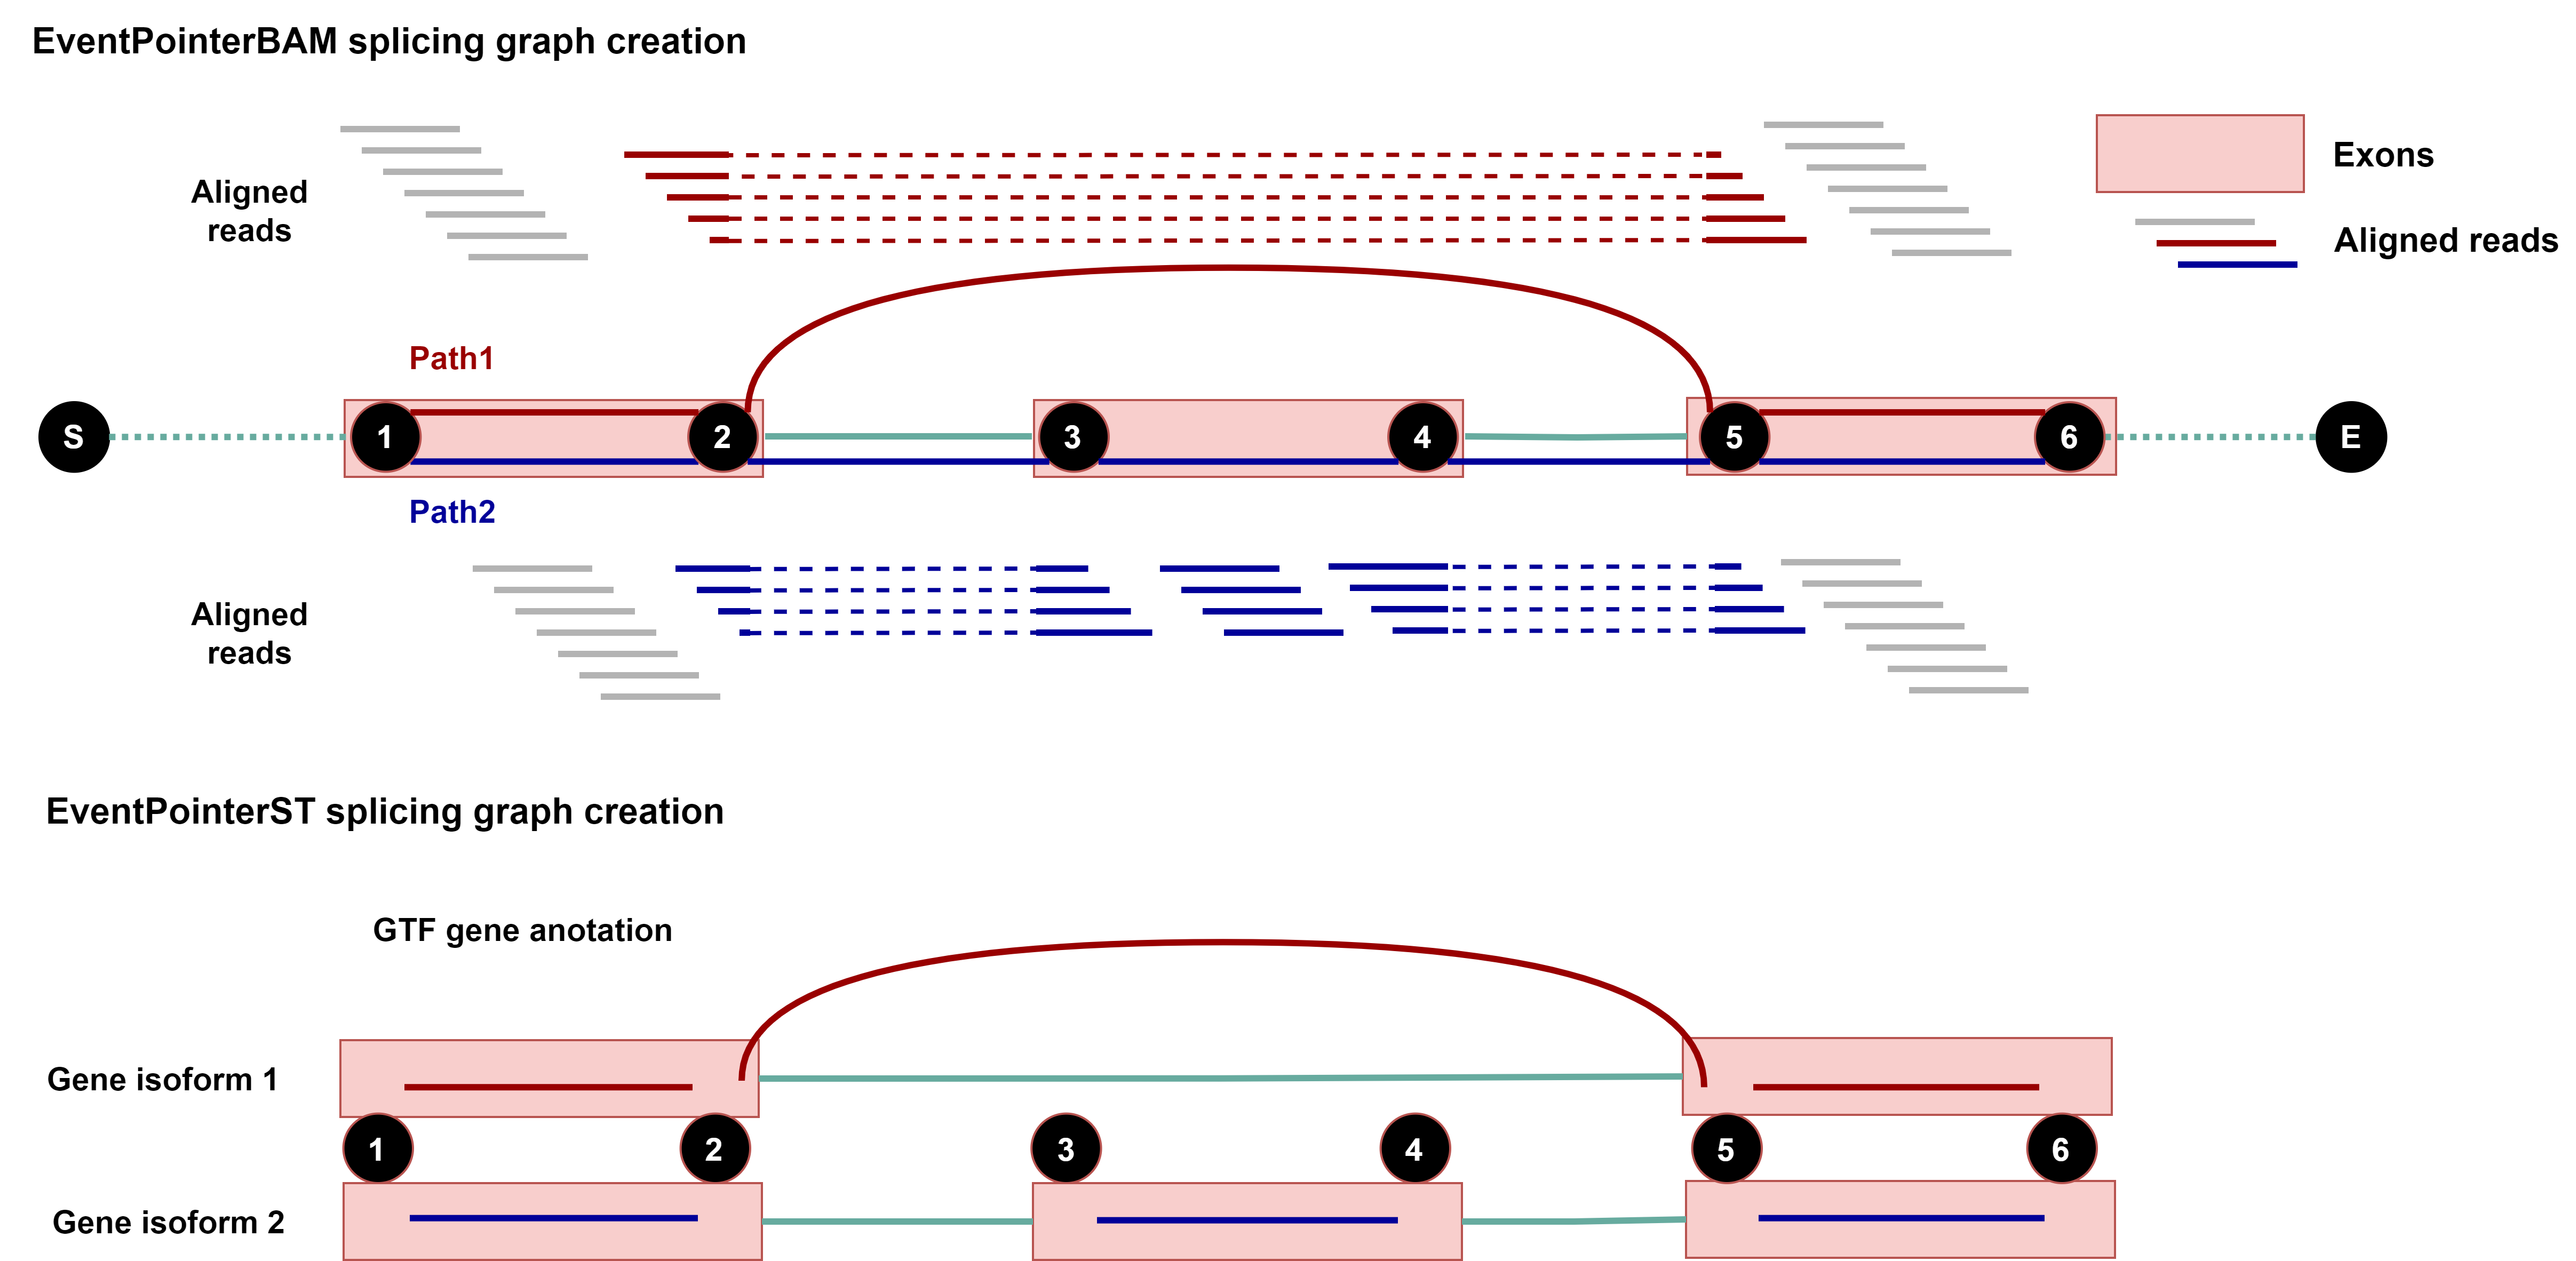 EventPointerBAM splicing graph creation
Aligned
reads
Exons
Aligned reads
Path1
S
1
2
3
4
5
6
E
Path2
Aligned
reads
EventPointerST splicing graph creation
GTF gene anotation
Gene isoform 1
1
2
3
4
5
6
Gene isoform 2